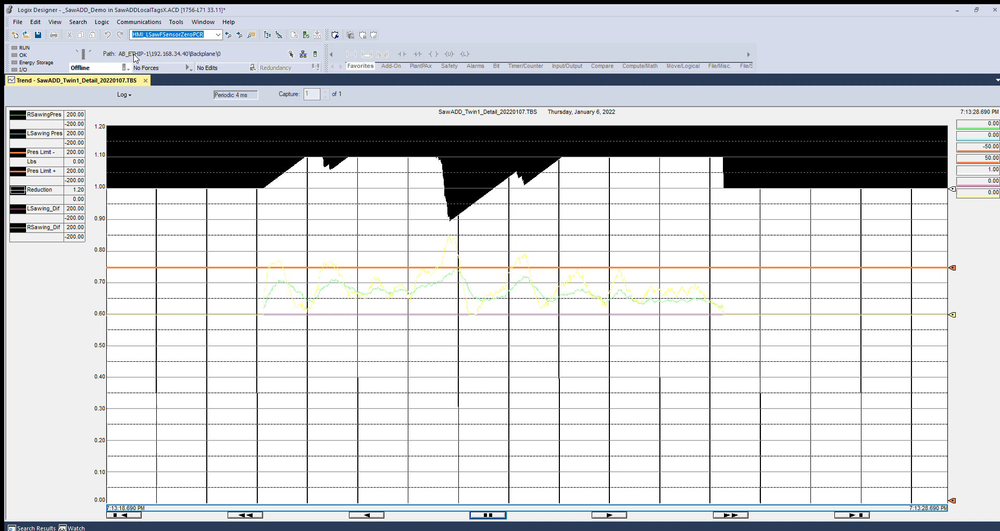 Logix Designer - _SawADD_Demo in SawADDLocalTagsX.ACD [1756-L71 33.11]*
File Edit View Search Logic Communications Tools Window Help
HMI_LSawFSensorZeroPCR
RUN
OK
Energy Storage
I/O
Path: AB_ETHIP-1\192.168.34.40\Backplane\0
Offline No Forces No Edits Redundancy
Favorites Add-On PlantPAx Safety Alarms Bit Timer/Counter Input/Output Compare Compute/Math Move/Logical File/Misc. File/S
Trend - SawADD_Twin1_Detail_20220107.TBS
Log Periodic 4 ms Capture: 1 of 1
SawADD_Twin1_Detail_20220107.TBS Thursday, January 6, 2022
7:13:28.690 PM
RSawingPres 200.00
-200.00
LSawing Pres 200.00
-200.00
Pres Limit - 200.00
Lbs 0.00
Pres Limit + 200.00
-200.00
Reduction 1.20
0.00
LSawing_Dif 200.00
-200.00
RSawing_Dif 200.00
-200.00
1.20
1.10
1.00
0.90
0.80
0.70
0.60
0.50
0.40
0.30
0.20
0.10
0.00
0.00
0.00
-50.00
50.00
1.00
0.00
0.00
7:13:18.690 PM 7:13:28.690 PM
Search Results Watch